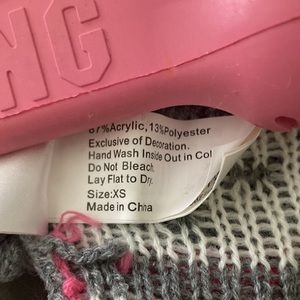 NC
87%Acrylic,13%Polyester
Exclusive of Decoration.
Hand Wash Inside Out in Col
Do Not Bleach.
Lay Flat to Dry.
Size:XS
Made in China